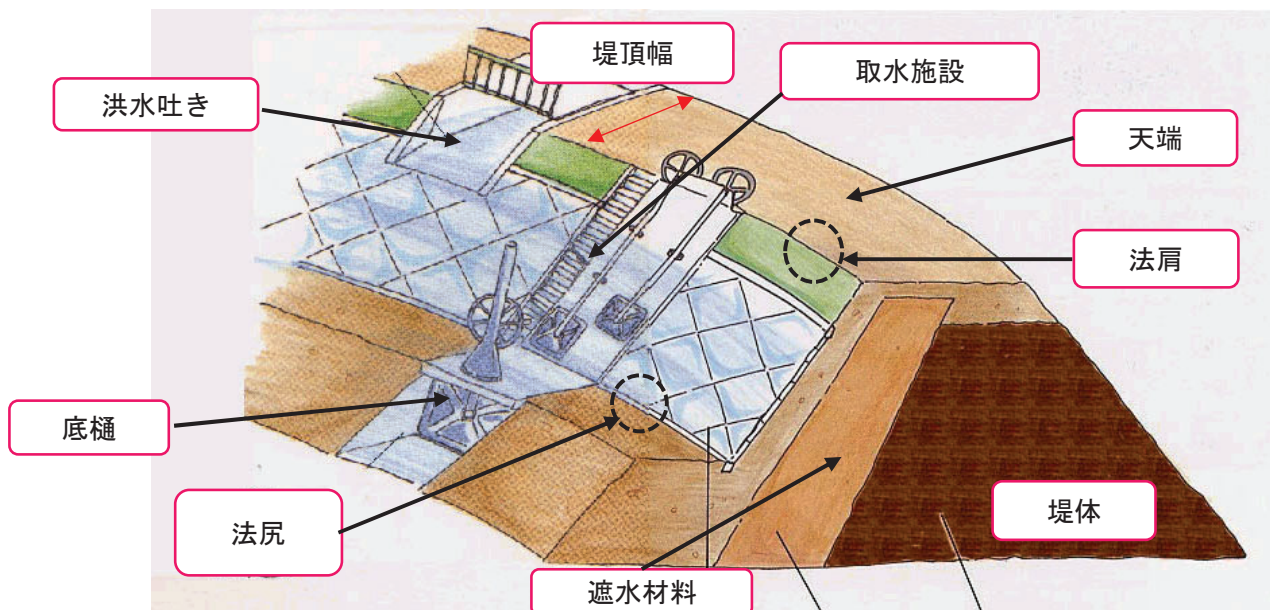 堤頂幅
取水施設
洪水吐き
天端
法肩
底樋
法尻
堤体
遮水材料